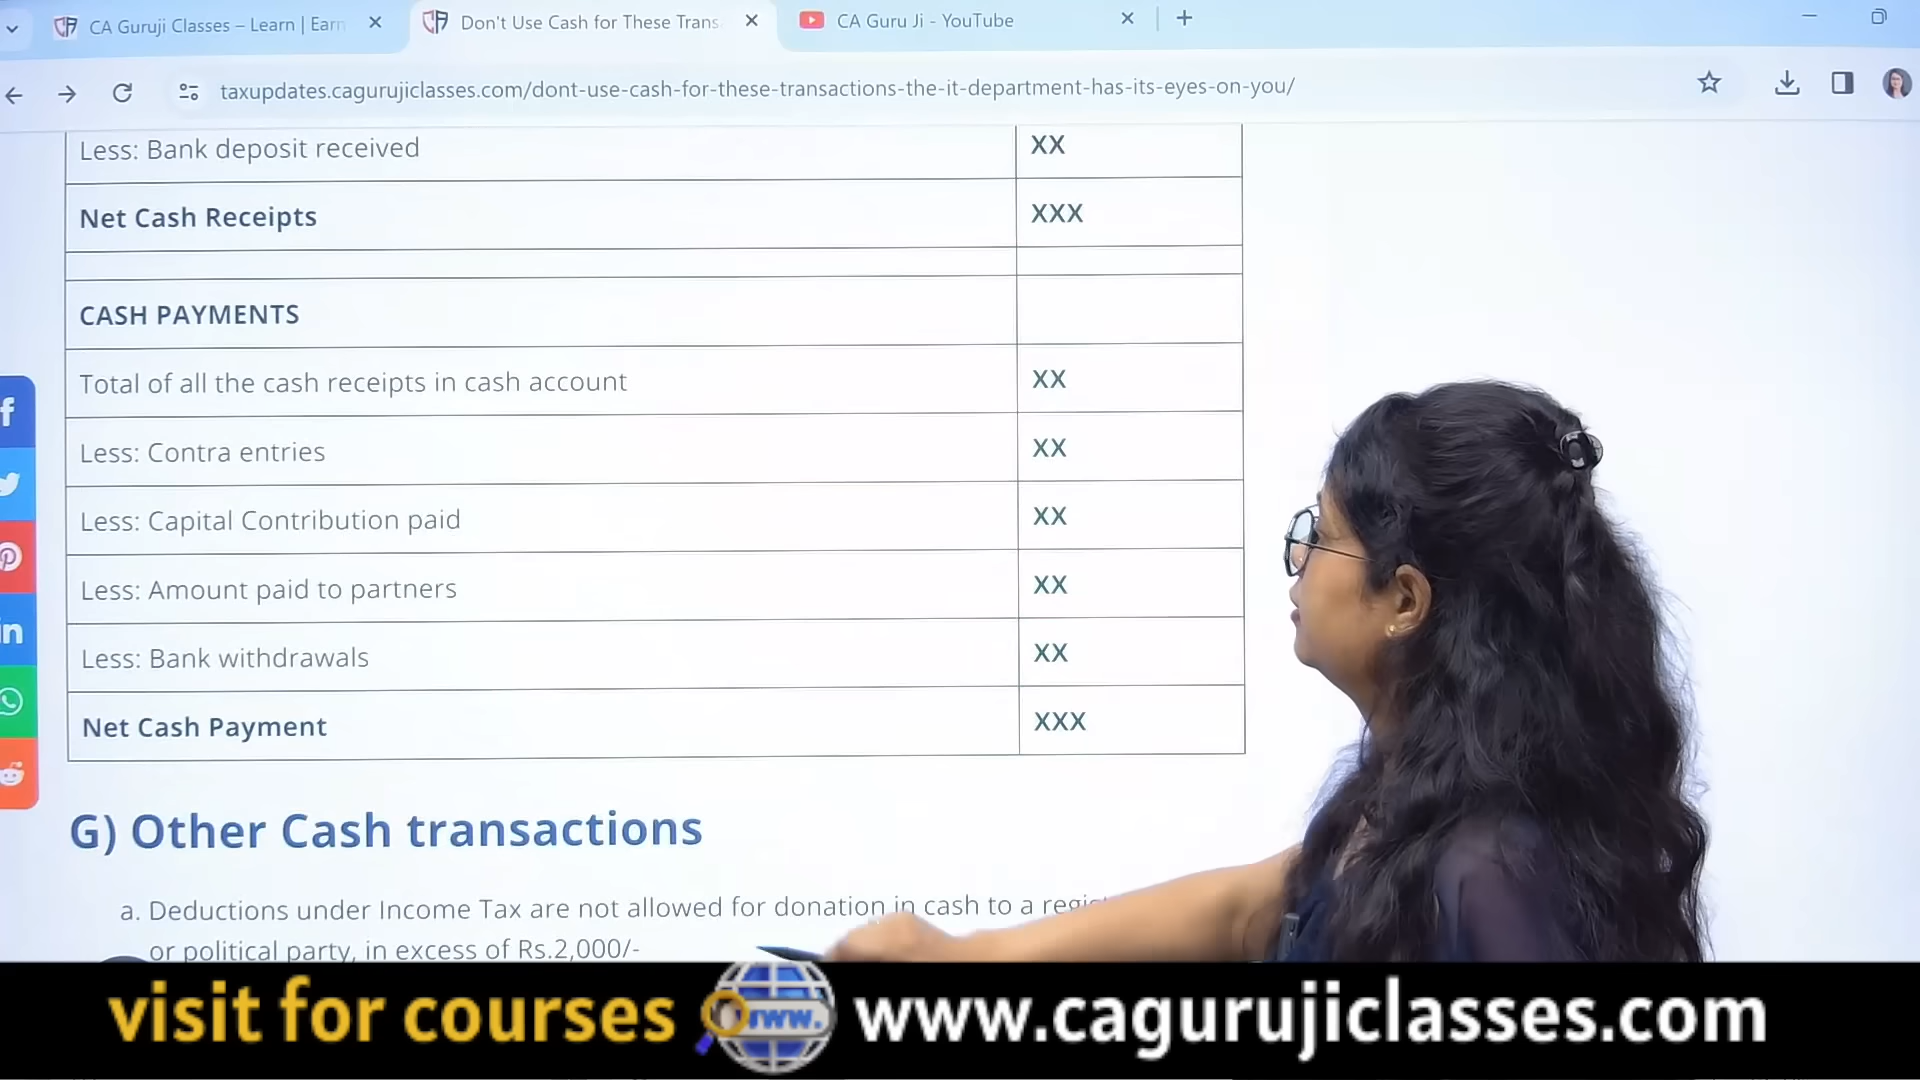 CA Guruji Classes – Learn | Earn
Don't Use Cash for These Trans
CA Guru Ji - YouTube
taxupdates.cagurujiclasses.com/dont-use-cash-for-these-transactions-the-it-department-has-its-eyes-on-you/
Less: Bank deposit received XX
Net Cash Receipts XXX
CASH PAYMENTS
Total of all the cash receipts in cash account XX
Less: Contra entries XX
Less: Capital Contribution paid XX
Less: Amount paid to partners XX
Less: Bank withdrawals XX
Net Cash Payment XXX
G) Other Cash transactions
a. Deductions under Income Tax are not allowed for donation in cash to a
or political party, in excess of Rs.2,000/-
visit for courses www. www.cagurujiclasses.com